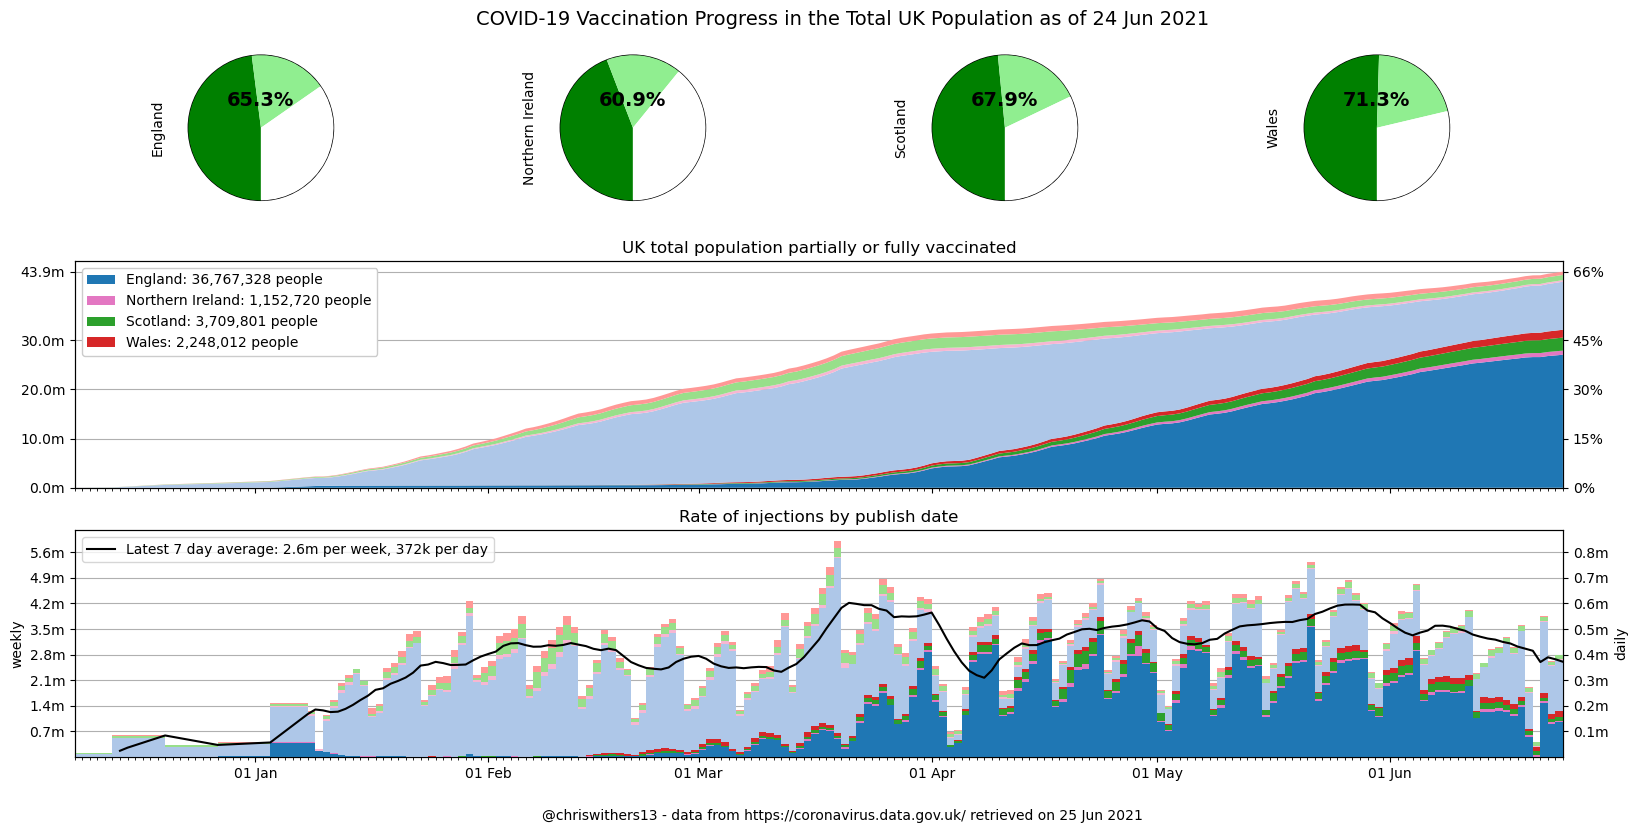 COVID-19 Vaccination Progress in the Total UK Population as of 24 Jun 2021
England
65.3%
Northern Ireland
60.9%
Scotland
67.9%
Wales
71.3%
UK total population partially or fully vaccinated
43.9m
30.0m
20.0m
10.0m
0.0m
England: 36,767,328 people
Northern Ireland: 1,152,720 people
Scotland: 3,709,801 people
Wales: 2,248,012 people
66%
45%
30%
15%
0%
Rate of injections by publish date
weekly
5.6m
4.9m
4.2m
3.5m
2.8m
2.1m
1.4m
0.7m
Latest 7 day average: 2.6m per week, 372k per day
0.8m
0.7m
0.6m
0.5m
0.4m
0.3m
0.2m
0.1m
daily
01 Jan
01 Feb
01 Mar
01 Apr
01 May
01 Jun
@chriswithers13 - data from https://coronavirus.data.gov.uk/ retrieved on 25 Jun 2021